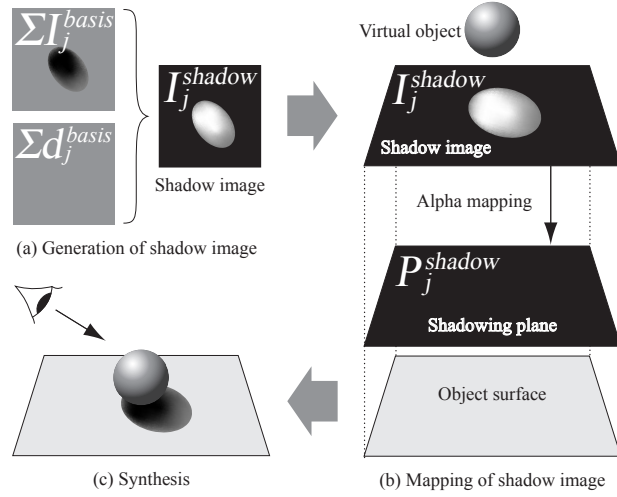 ΣI_j^basis
Σd_j^basis
I_j^shadow
Shadow image
(a) Generation of shadow image
Virtual object
I_j^shadow
Shadow image
Alpha mapping
P_j^shadow
Shadowing plane
Object surface
(b) Mapping of shadow image
(c) Synthesis